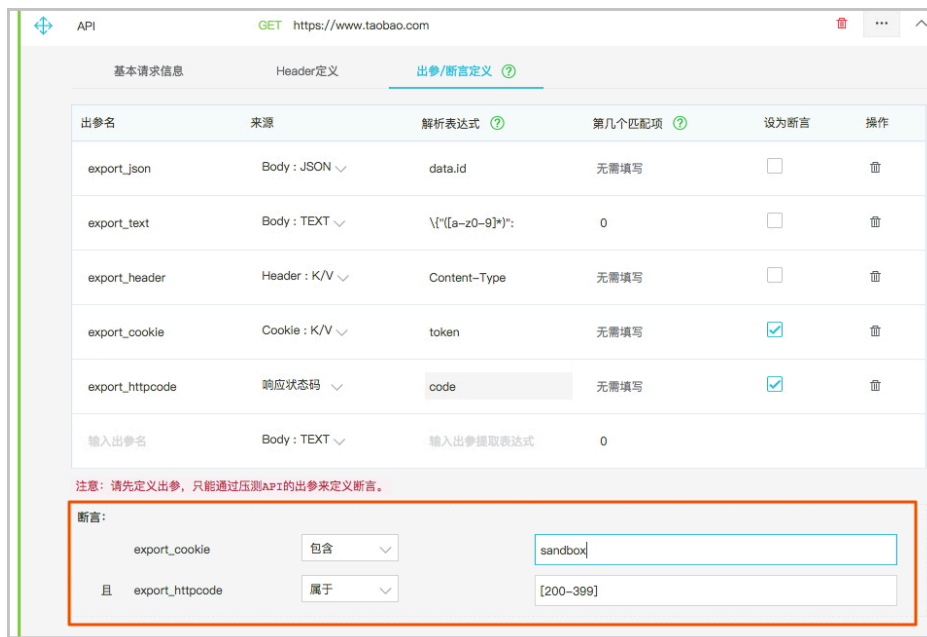 API GET https://www.taobao.com ...
基本请求信息 Header定义 出参/断言定义 ?
出参名 来源 解析表达式 ? 第几个匹配项 ? 设为断言 操作
export_json Body : JSON data.id 无需填写
export_text Body : TEXT \{"([a-z0-9]*)": 0
export_header Header : K/V Content-Type 无需填写
export_cookie Cookie : K/V token 无需填写
export_httpcode 响应状态码 code 无需填写
输入出参名 Body : TEXT 输入出参提取表达式 0
注意：请先定义出参，只能通过压测API的出参来定义断言。
断言：
export_cookie 包含 sandbox
且 export_httpcode 属于 [200-399]